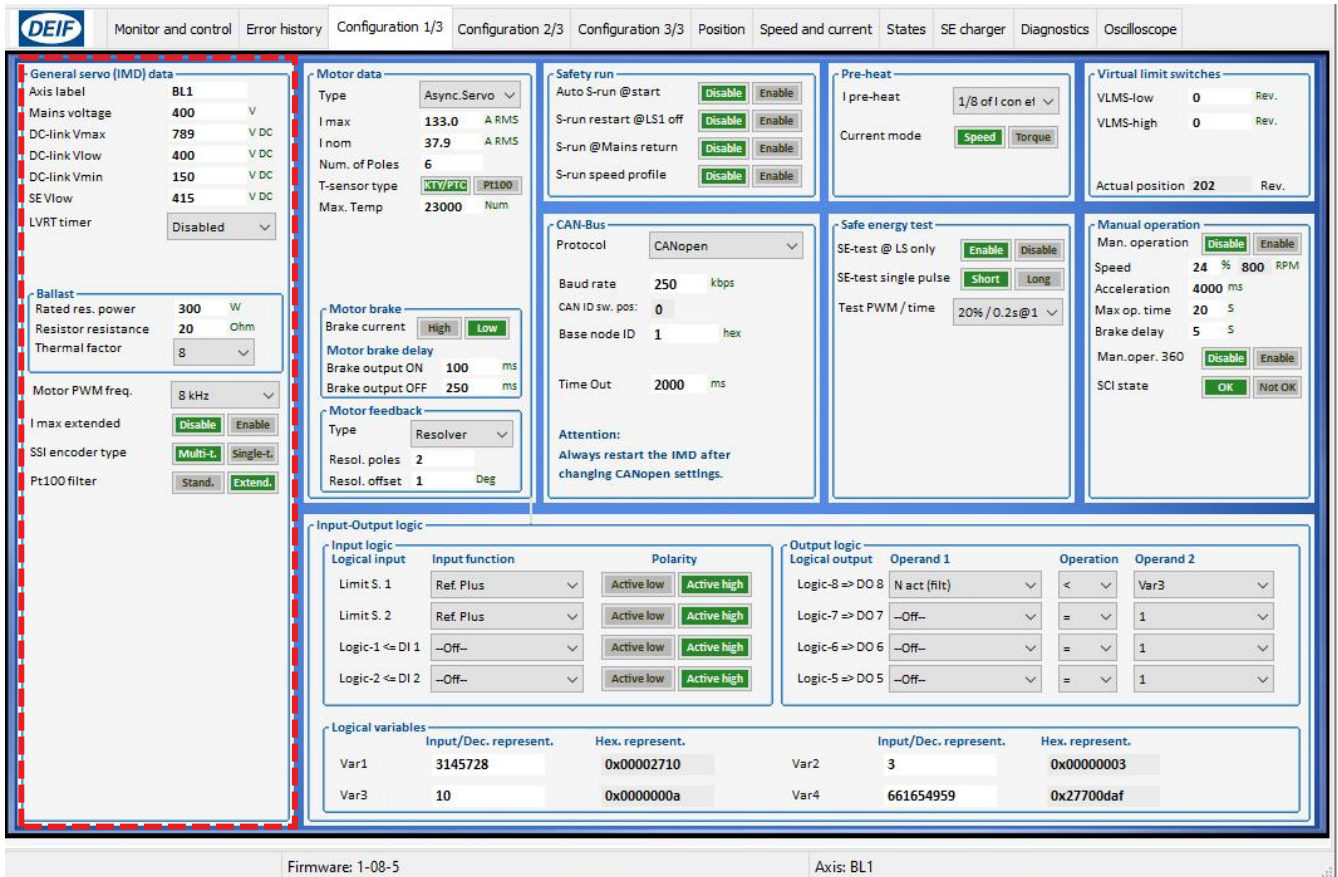 DEIF
Monitor and control Error history Configuration 1/3 Configuration 2/3 Configuration 3/3 Position Speed and current States SE charger Diagnostics Oscilloscope
General servo (IMD) data
Axis label BL1
Mains voltage 400 V
DC-link Vmax 789 V DC
DC-link Vlow 400 V DC
DC-link Vmin 150 V DC
SE Vlow 415 V DC
LVRT timer Disabled
Ballast
Rated res. power 300 W
Resistor resistance 20 Ohm
Thermal factor 8
Motor PWM freq. 8 kHz
I max extended Disable Enable
SSI encoder type Multi-t. Single-t.
Pt100 filter Stand. Extend.
Motor data
Type Async.Servo
I max 133.0 A RMS
I nom 37.9 A RMS
Num. of Poles 6
T-sensor type KTY/PTC Pt100
Max. Temp 23000 Num
Motor brake
Brake current High Low
Motor brake delay
Brake output ON 100 ms
Brake output OFF 250 ms
Motor feedback
Type Resolver
Resol. poles 2
Resol. offset 1 Deg
Safety run
Auto S-run @start Disable Enable
S-run restart @LS1 off Disable Enable
S-run @Mains return Disable Enable
S-run speed profile Disable Enable
CAN-Bus
Protocol CANopen
Baud rate 250 kbps
CAN ID sw. pos: 0
Base node ID 1 hex
Time Out 2000 ms
Attention:
Always restart the IMD after
changing CANopen settings.
Pre-heat
I pre-heat 1/8 of I con ef
Current mode Speed Torque
Safe energy test
SE-test @ LS only Enable Disable
SE-test single pulse Short Long
Test PWM / time 20% / 0.2s@1
Virtual limit switches
VLMS-low 0 Rev.
VLMS-high 0 Rev.
Actual position 202 Rev.
Manual operation
Man. operation Disable Enable
Speed 24 % 800 RPM
Acceleration 4000 ms
Max op. time 20 S
Brake delay 5 S
Man.oper. 360 Disable Enable
SCI state OK Not OK
Input-Output logic
Input logic
Logical input Input function Polarity
Limit S. 1 Ref. Plus Active low Active high
Limit S. 2 Ref. Plus Active low Active high
Logic-1 <= DI 1 --Off-- Active low Active high
Logic-2 <= DI 2 --Off-- Active low Active high
Output logic
Logical output Operand 1 Operation Operand 2
Logic-8 => DO 8 N act (filt) < Var3
Logic-7 => DO 7 --Off-- = 1
Logic-6 => DO 6 --Off-- = 1
Logic-5 => DO 5 --Off-- = 1
Logical variables
Input/Dec. represent. Hex. represent. Input/Dec. represent. Hex. represent.
Var1 3145728 0x00002710 Var2 3 0x00000003
Var3 10 0x0000000a Var4 661654959 0x27700daf
Firmware: 1-08-5 Axis: BL1